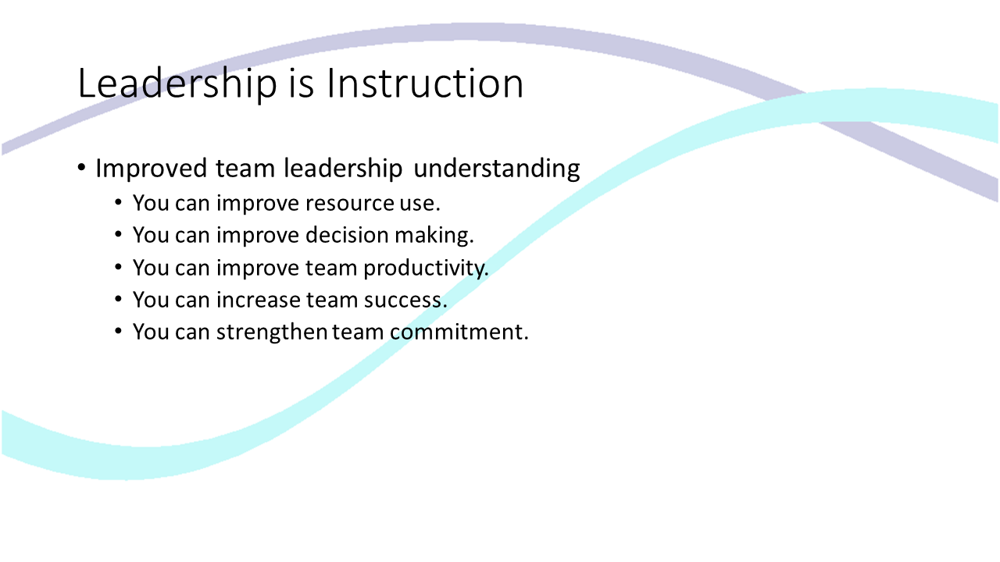 Leadership is Instruction
• Improved team leadership understanding
• You can improve resource use.
• You can improve decision making.
• You can improve team productivity.
• You can increase team success.
• You can strengthen team commitment.